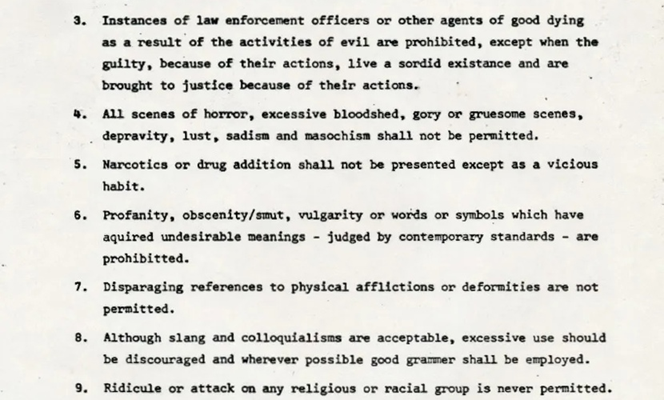 3. Instances of law enforcement officers or other agents of good dying
as a result of the activities of evil are prohibited, except when the
guilty, because of their actions, live a sordid existance and are
brought to justice because of their actions.
4. All scenes of horror, excessive bloodshed, gory or gruesome scenes,
depravity, lust, sadism and masochism shall not be permitted.
5. Narcotics or drug addition shall not be presented except as a vicious
habit.
6. Profanity, obscenity/smut, vulgarity or words or symbols which have
aquired undesirable meanings - judged by contemporary standards - are
prohibitted.
7. Disparaging references to physical afflictions or deformities are not
permitted.
8. Although slang and colloquialisms are acceptable, excessive use should
be discouraged and wherever possible good grammer shall be employed.
9. Ridicule or attack on any religious or racial group is never permitted.